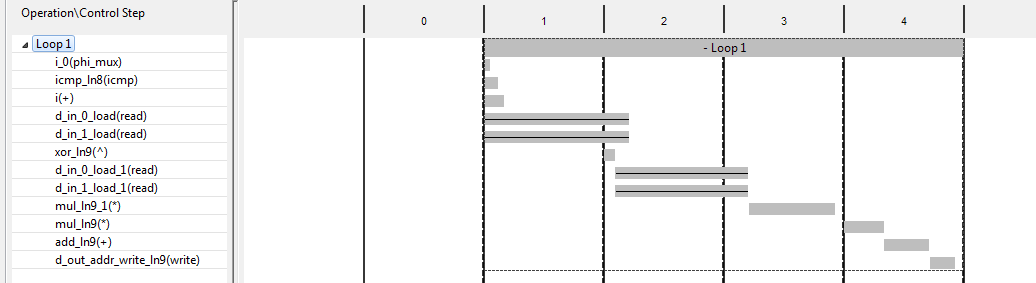 Operation\Control Step
0 1 2 3 4
Loop 1
- Loop 1
i_0(phi_mux)
icmp_ln8(icmp)
i(+)
d_in_0_load(read)
d_in_1_load(read)
xor_ln9(^)
d_in_0_load_1(read)
d_in_1_load_1(read)
mul_ln9_1(*)
mul_ln9(*)
add_ln9(+)
d_out_addr_write_ln9(write)